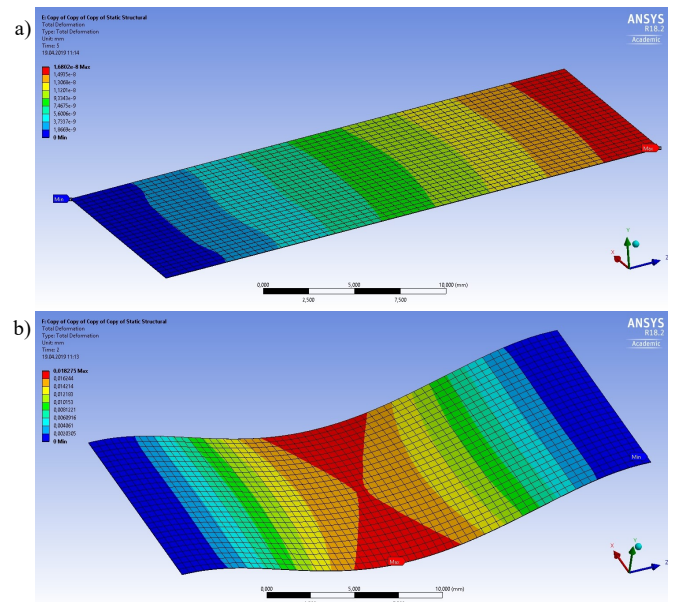 a)
E: Copy of Copy of Copy of Static Structural
Total Deformation
Type: Total Deformation
Unit: mm
Time: 5
18.04.2019 11:14
1,6802e-8 Max
1,4935e-8
1,3068e-8
1,1201e-8
9,3343e-9
7,4675e-9
5,6006e-9
3,7337e-9
1,8669e-9
0 Min
ANSYS
R18.2
Academic
Min
Max
Y
X
Z
0,000 5,000 10,000 (mm)
2,500 7,500
b)
E: Copy of Copy of Copy of Copy of Static Structural
Total Deformation
Type: Total Deformation
Unit: mm
Time: 2
18.04.2019 11:13
0,018275 Max
0,016244
0,014214
0,012183
0,010153
0,0081221
0,0060916
0,004061
0,0020305
0 Min
ANSYS
R18.2
Academic
Min
Max
X
Y
Z
0,000 5,000 10,000 (mm)